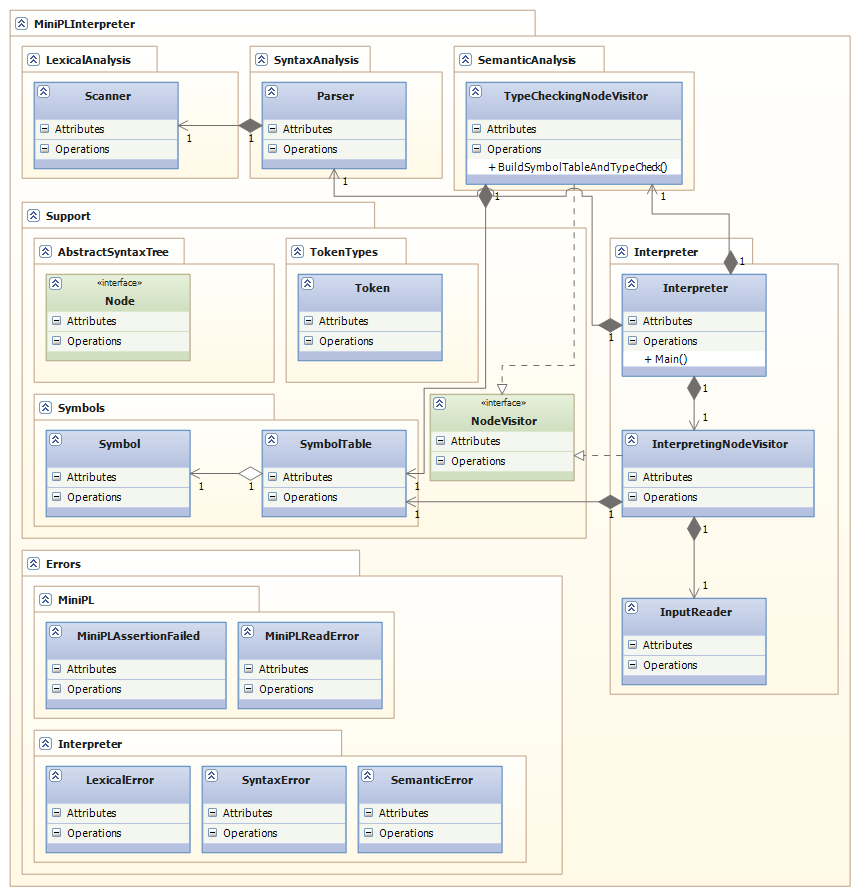 MiniPLInterpreter
LexicalAnalysis
Scanner
Attributes
Operations
SyntaxAnalysis
Parser
Attributes
Operations
SemanticAnalysis
TypeCheckingNodeVisitor
Attributes
Operations
+ BuildSymbolTableAndTypeCheck()
1
1
1
1
1
1
1
Support
AbstractSyntaxTree
«interface»
Node
Attributes
Operations
TokenTypes
Token
Attributes
Operations
Interpreter
Interpreter
Attributes
Operations
+ Main()
1
1
Symbols
Symbol
Attributes
Operations
1
1
SymbolTable
Attributes
Operations
1
1
«interface»
NodeVisitor
Attributes
Operations
InterpretingNodeVisitor
Attributes
Operations
1
1
1
InputReader
Attributes
Operations
Errors
MiniPL
MiniPLAssertionFailed
Attributes
Operations
MiniPLReadError
Attributes
Operations
Interpreter
LexicalError
Attributes
Operations
SyntaxError
Attributes
Operations
SemanticError
Attributes
Operations